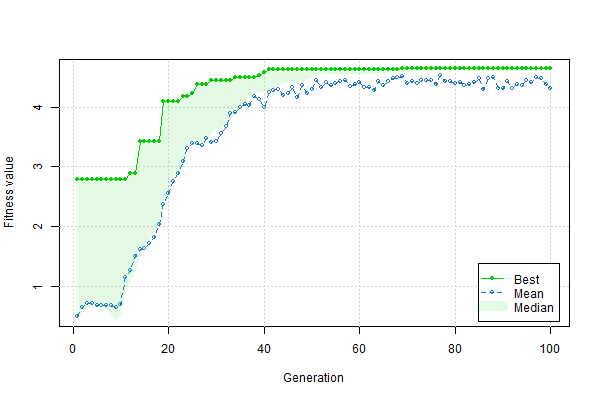 Fitness value
4
3
2
1
Best
Mean
Median
0 20 40 60 80 100
Generation